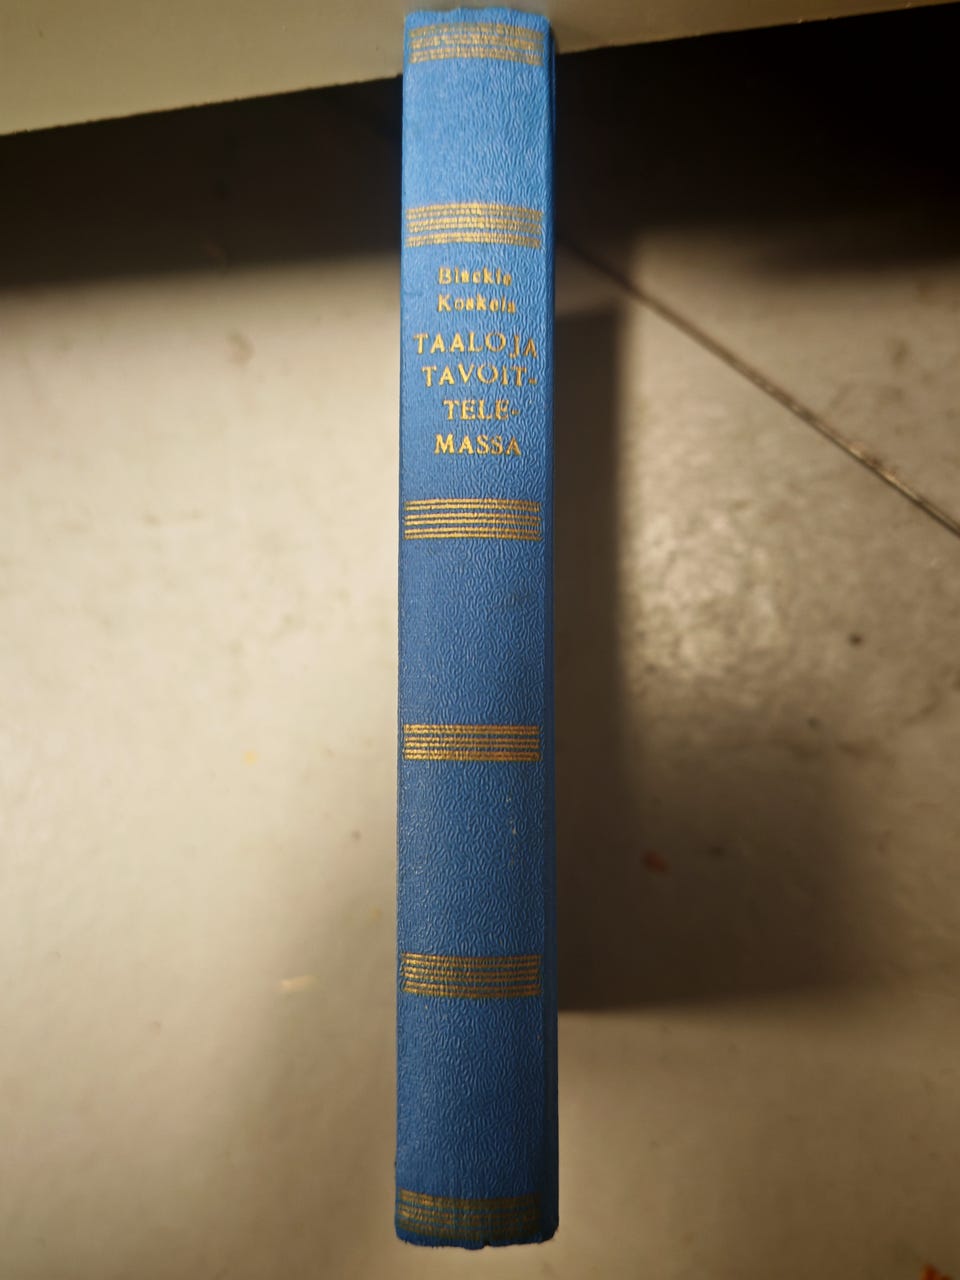 Blackie
Koskela
TAALOJA
TAVOIT-
TELE-
MASSA